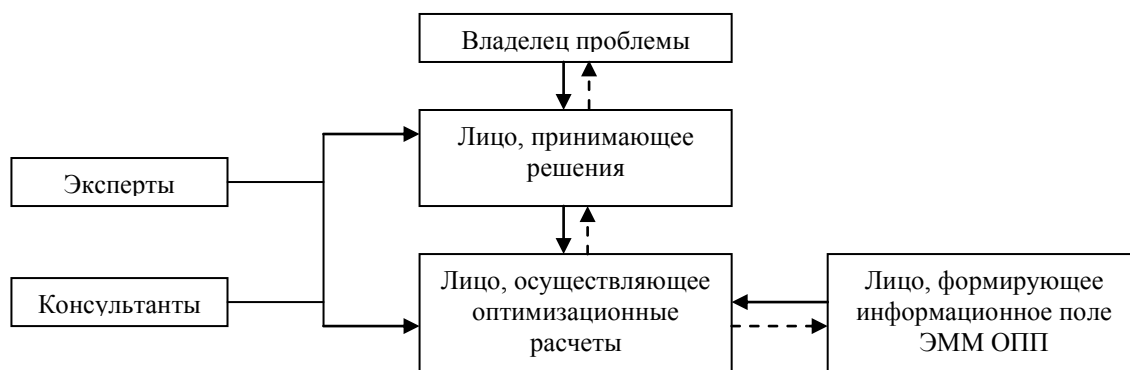 Владелец проблемы
Лицо, принимающее
решения
Эксперты
Консультанты
Лицо, осуществляющее
оптимизационные
расчеты
Лицо, формирующее
информационное поле
ЭММ ОПП